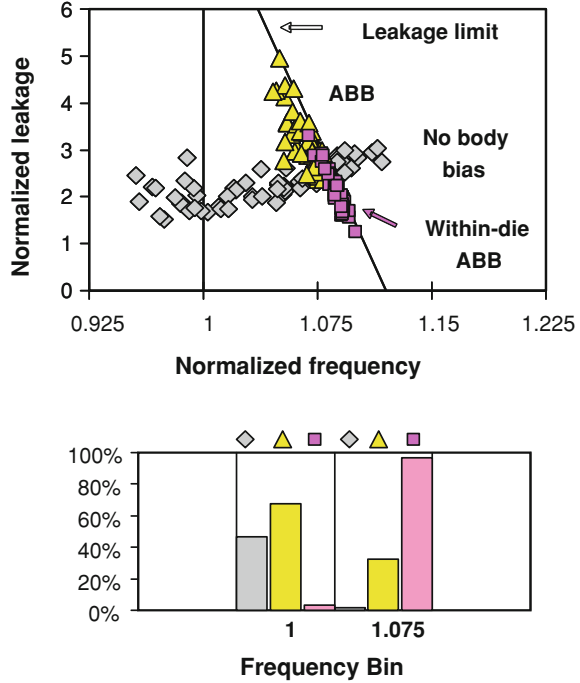 6
5
4
3
2
1
0
Normalized leakage
Leakage limit
ABB
No body
bias
Within-die
ABB
0.925
1
1.075
1.15
1.225
Normalized frequency
100%
80%
60%
40%
20%
0%
1
1.075
Frequency Bin